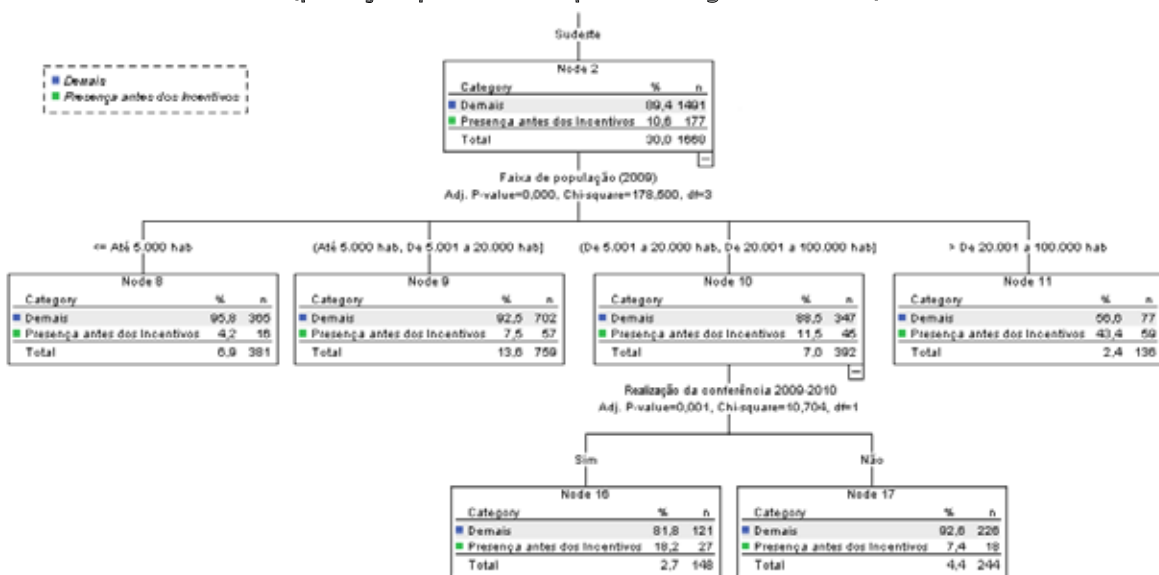 Sudeste
Demais
Presença antes dos Incentivos
Node 2
Category % n
Demais 89,4 1491
Presença antes dos Incentivos 10,6 177
Total 30,0 1668
Faixa de população (2009)
Adj. P-value=0,000, df=3
<= Até 5.000 hab
(Até 5.000 hab, De 5.001 a 20.000 hab]
(De 5.001 a 20.000 hab, De 20.001 a 100.000 hab]
> De 20.001 a 100.000 hab
Node 8
Category % n
Demais 95,8 365
Presença antes dos Incentivos 4,2 16
Total 6,9 381
Node 9
Category % n
Demais 92,5 702
Presença antes dos Incentivos 7,5 57
Total 13,6 759
Node 10
Category % n
Demais 88,5 347
Presença antes dos Incentivos 11,5 45
Total 7,0 392
Node 11
Category % n
Demais 56,6 77
Presença antes dos Incentivos 43,4 59
Total 2,4 136
Realização da conferência 2009-2010
Adj. P-value=0,001, Chi-square=10,704, df=1
Sim
Não
Node 16
Category % n
Demais 81,8 121
Presença antes dos Incentivos 18,2 27
Total 2,7 148
Node 17
Category % n
Demais 92,6 226
Presença antes dos Incentivos 7,4 18
Total 4,4 244